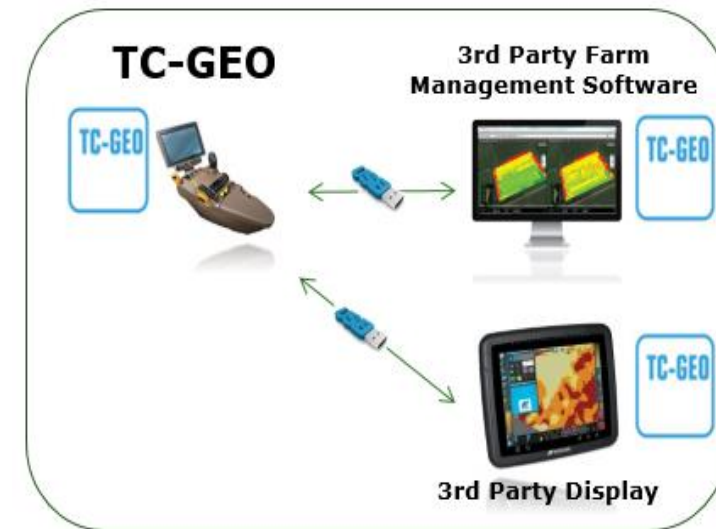 TC-GEO
3rd Party Farm
Management Software
TC-GEO
TC-GEO
TC-GEO
3rd Party Display